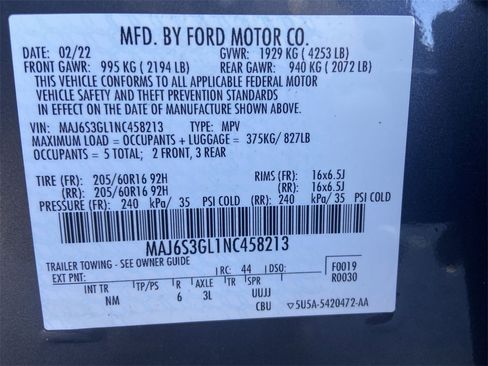 MFD. BY FORD MOTOR CO.
DATE: 02/22 GVWR: 1929 KG ( 4253 LB)
FRONT GAWR: 995 KG ( 2194 LB) REAR GAWR: 940 KG ( 2072 LB)
THIS VEHICLE CONFORMS TO ALL APPLICABLE FEDERAL MOTOR
VEHICLE SAFETY AND THEFT PREVENTION STANDARDS
IN EFFECT ON THE DATE OF MANUFACTURE SHOWN ABOVE.
VIN: MAJ6S3GL1NC458213 TYPE: MPV
MAXIMUM LOAD = OCCUPANTS + LUGGAGE = 375KG/ 827LB
OCCUPANTS = 5 TOTAL; 2 FRONT, 3 REAR
TIRE (FR): 205/60R16 92H RIMS (FR): 16x6.5J
(RR): 205/60R16 92H (RR): 16x6.5J
PRESSURE (FR): 240 kPa/ 35 PSI COLD (RR): 240 kPa/ 35 PSI COLD
MAJ6S3GL1NC458213
TRAILER TOWING - SEE OWNER GUIDE
EXT PNT: RC: 44 F0019
INT TR TP/PS R AXLE TR SPR R0030
NM 6 3L UUJJ
CBU 5U5A-5420472-AA